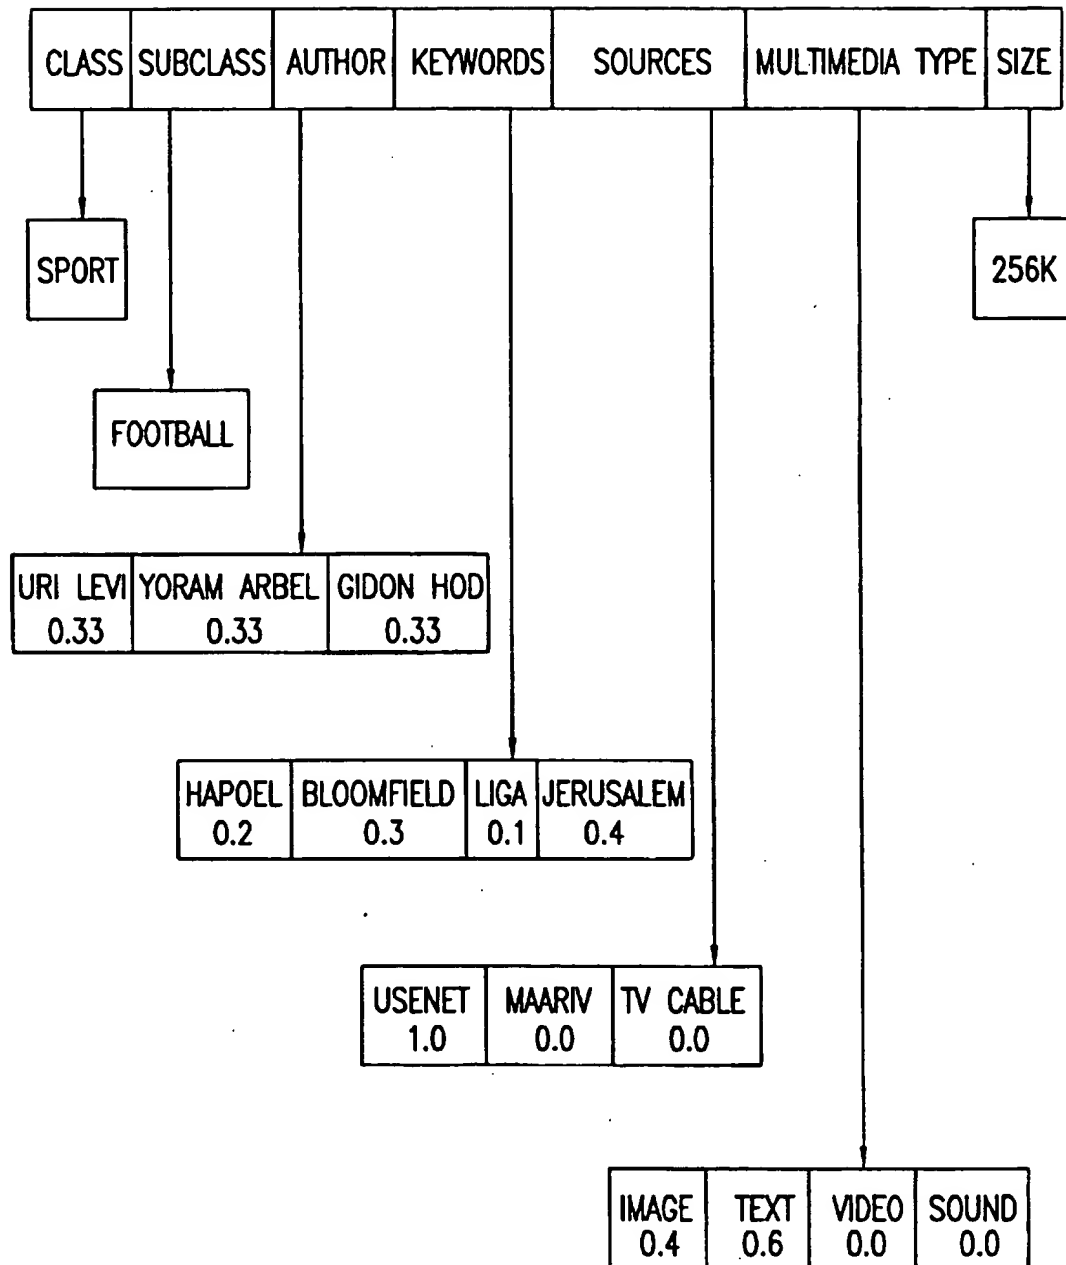 CLASS SUBCLASS AUTHOR KEYWORDS SOURCES MULTIMEDIA TYPE SIZE
SPORT
256K
FOOTBALL
URI LEVI YORAM ARBEL GIDON HOD
0.33 0.33 0.33
HAPOEL BLOOMFIELD LIGA JERUSALEM
0.2 0.3 0.1 0.4
USENET MAARIV TV CABLE
1.0 0.0 0.0
IMAGE TEXT VIDEO SOUND
0.4 0.6 0.0 0.0